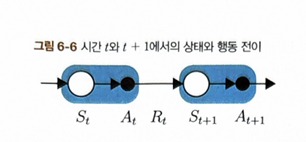 그림 6-6 시간 t와 t + 1에서의 상태와 행동 전이
S_t A_t R_t S_{t+1} A_{t+1}